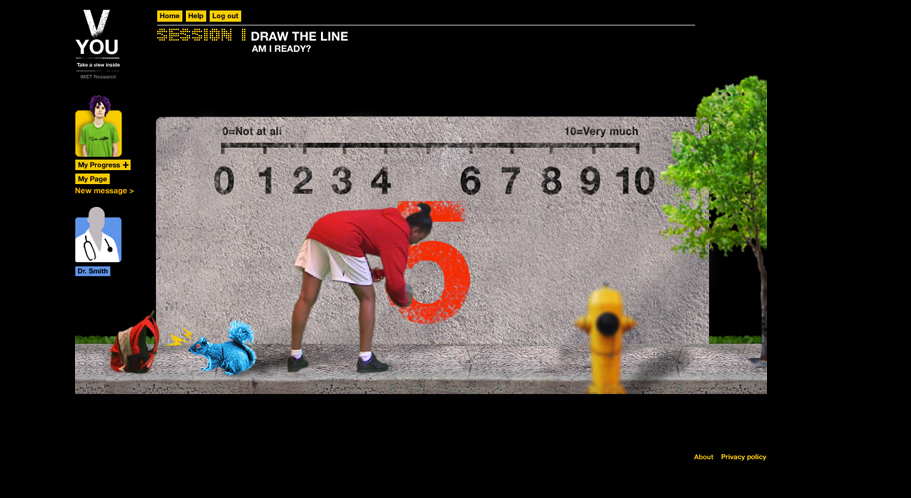 V
YOU
Take a view inside
iMET Research
Home Help Log out
SESSION 1 DRAW THE LINE
AM I READY?
My Progress +
My Page
New message >
Dr. Smith
0=Not at all
10=Very much
0 1 2 3 4 6 7 8 9 10
5
About Privacy policy